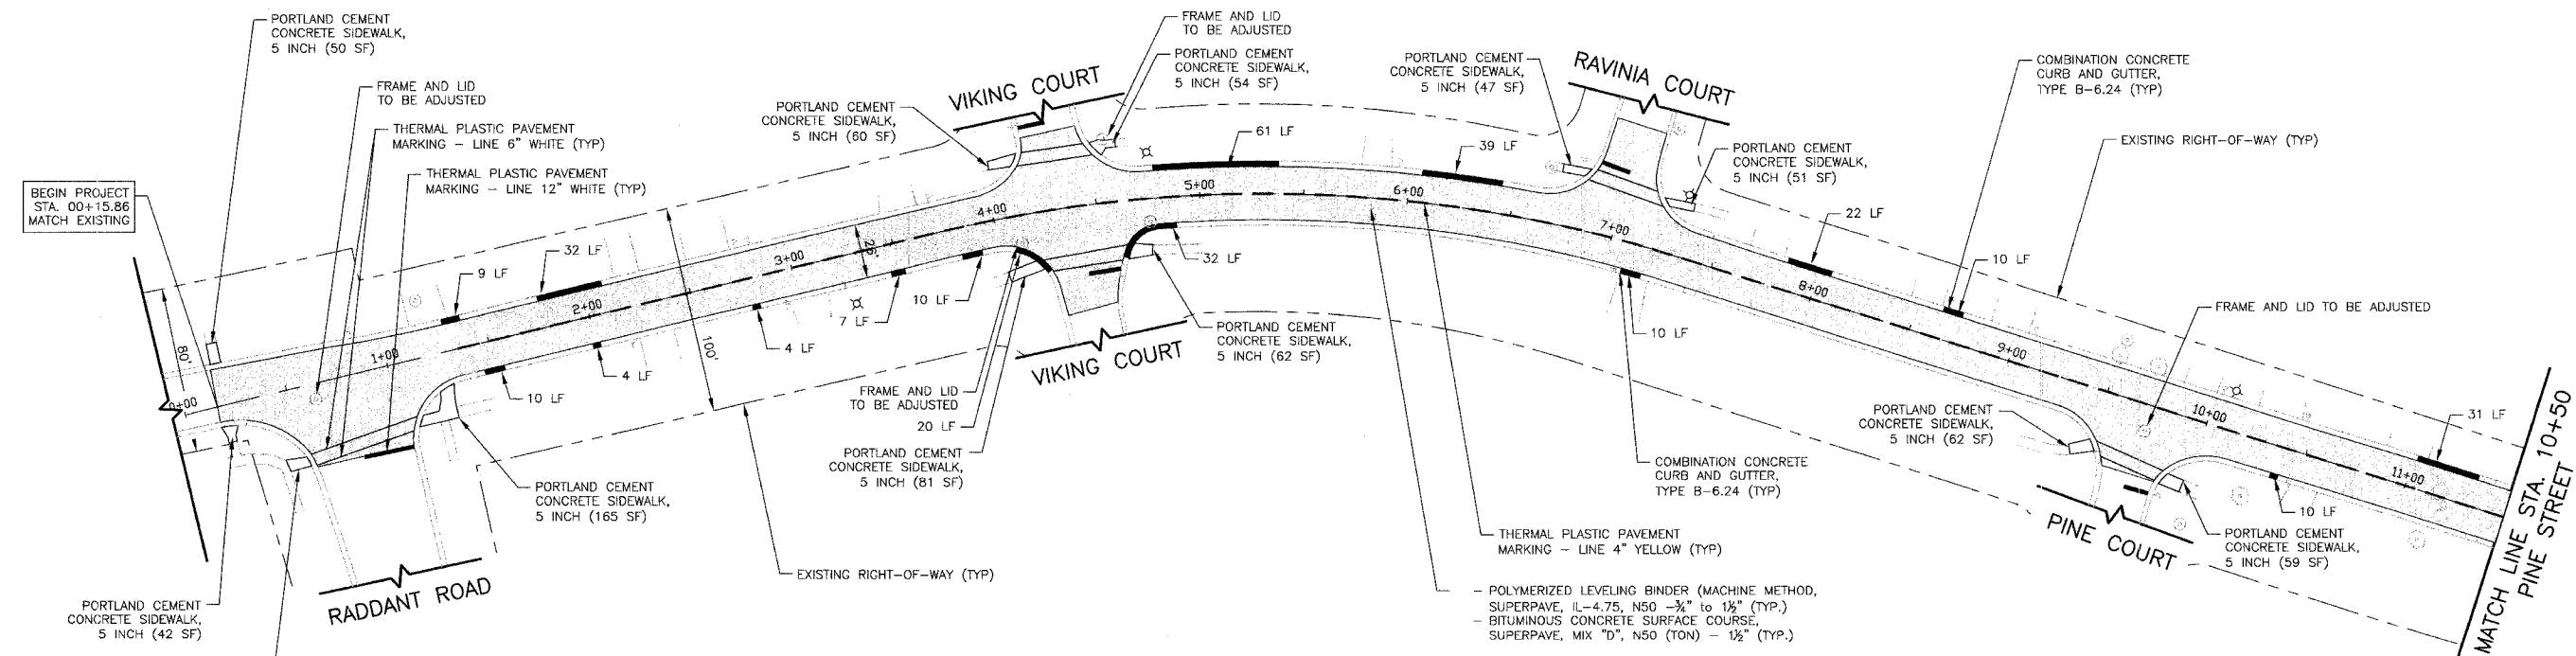 PORTLAND CEMENT
CONCRETE SIDEWALK,
5 INCH (50 SF)
FRAME AND LID
TO BE ADJUSTED
THERMAL PLASTIC PAVEMENT
MARKING – LINE 6" WHITE (TYP)
THERMAL PLASTIC PAVEMENT
MARKING – LINE 12" WHITE (TYP)
BEGIN PROJECT
STA. 00+15.86
MATCH EXISTING
80'
0+00
1+00
9 LF
32 LF
2+00
100'
3+00
26'
4+00
PORTLAND CEMENT
CONCRETE SIDEWALK,
5 INCH (60 SF)
VIKING COURT
FRAME AND LID
TO BE ADJUSTED
PORTLAND CEMENT
CONCRETE SIDEWALK,
5 INCH (54 SF)
61 LF
5+00
39 LF
6+00
PORTLAND CEMENT
CONCRETE SIDEWALK,
5 INCH (47 SF)
RAVINIA COURT
PORTLAND CEMENT
CONCRETE SIDEWALK,
5 INCH (51 SF)
7+00
22 LF
8+00
COMBINATION CONCRETE
CURB AND GUTTER,
TYPE B-6.24 (TYP)
EXISTING RIGHT-OF-WAY (TYP)
10 LF
9+00
FRAME AND LID TO BE ADJUSTED
10+00
31 LF
11+00
MATCH LINE STA. 10+50
PINE STREET
10 LF
4 LF
4 LF
7 LF
10 LF
32 LF
PORTLAND CEMENT
CONCRETE SIDEWALK,
5 INCH (62 SF)
VIKING COURT
FRAME AND LID
TO BE ADJUSTED
20 LF
PORTLAND CEMENT
CONCRETE SIDEWALK,
5 INCH (81 SF)
PORTLAND CEMENT
CONCRETE SIDEWALK,
5 INCH (165 SF)
EXISTING RIGHT-OF-WAY (TYP)
RADDANT ROAD
PORTLAND CEMENT
CONCRETE SIDEWALK,
5 INCH (42 SF)
10 LF
COMBINATION CONCRETE
CURB AND GUTTER,
TYPE B-6.24 (TYP)
THERMAL PLASTIC PAVEMENT
MARKING – LINE 4" YELLOW (TYP)
– POLYMERIZED LEVELING BINDER (MACHINE METHOD,
SUPERPAVE, IL-4.75, N50 -¾" to 1½" (TYP.)
– BITUMINOUS CONCRETE SURFACE COURSE,
SUPERPAVE, MIX "D", N50 (TON) – 1½" (TYP.)
PORTLAND CEMENT
CONCRETE SIDEWALK,
5 INCH (62 SF)
PINE COURT
10 LF
PORTLAND CEMENT
CONCRETE SIDEWALK,
5 INCH (59 SF)